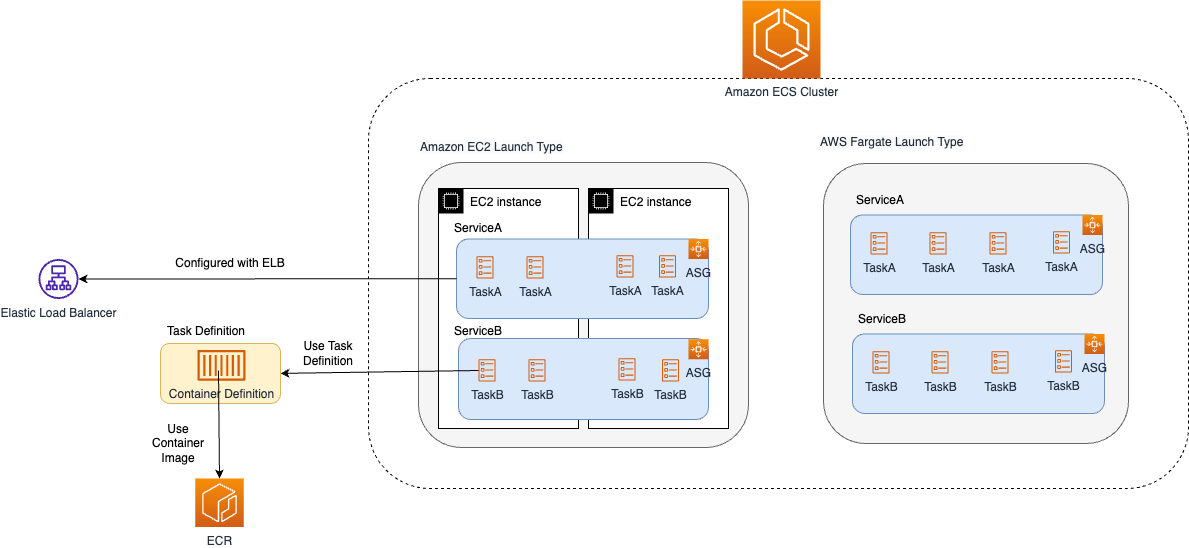 Amazon ECS Cluster
Amazon EC2 Launch Type
AWS Fargate Launch Type
EC2 instance
EC2 instance
ServiceA
ASG
TaskA
TaskA
TaskA
TaskA
ServiceB
ASG
TaskB
TaskB
TaskB
TaskB
ServiceA
ASG
TaskA
TaskA
TaskA
TaskA
ServiceB
ASG
TaskB
TaskB
TaskB
TaskB
Configured with ELB
Elastic Load Balancer
Task Definition
Use Task
Definition
Container Definition
Use
Container
Image
ECR